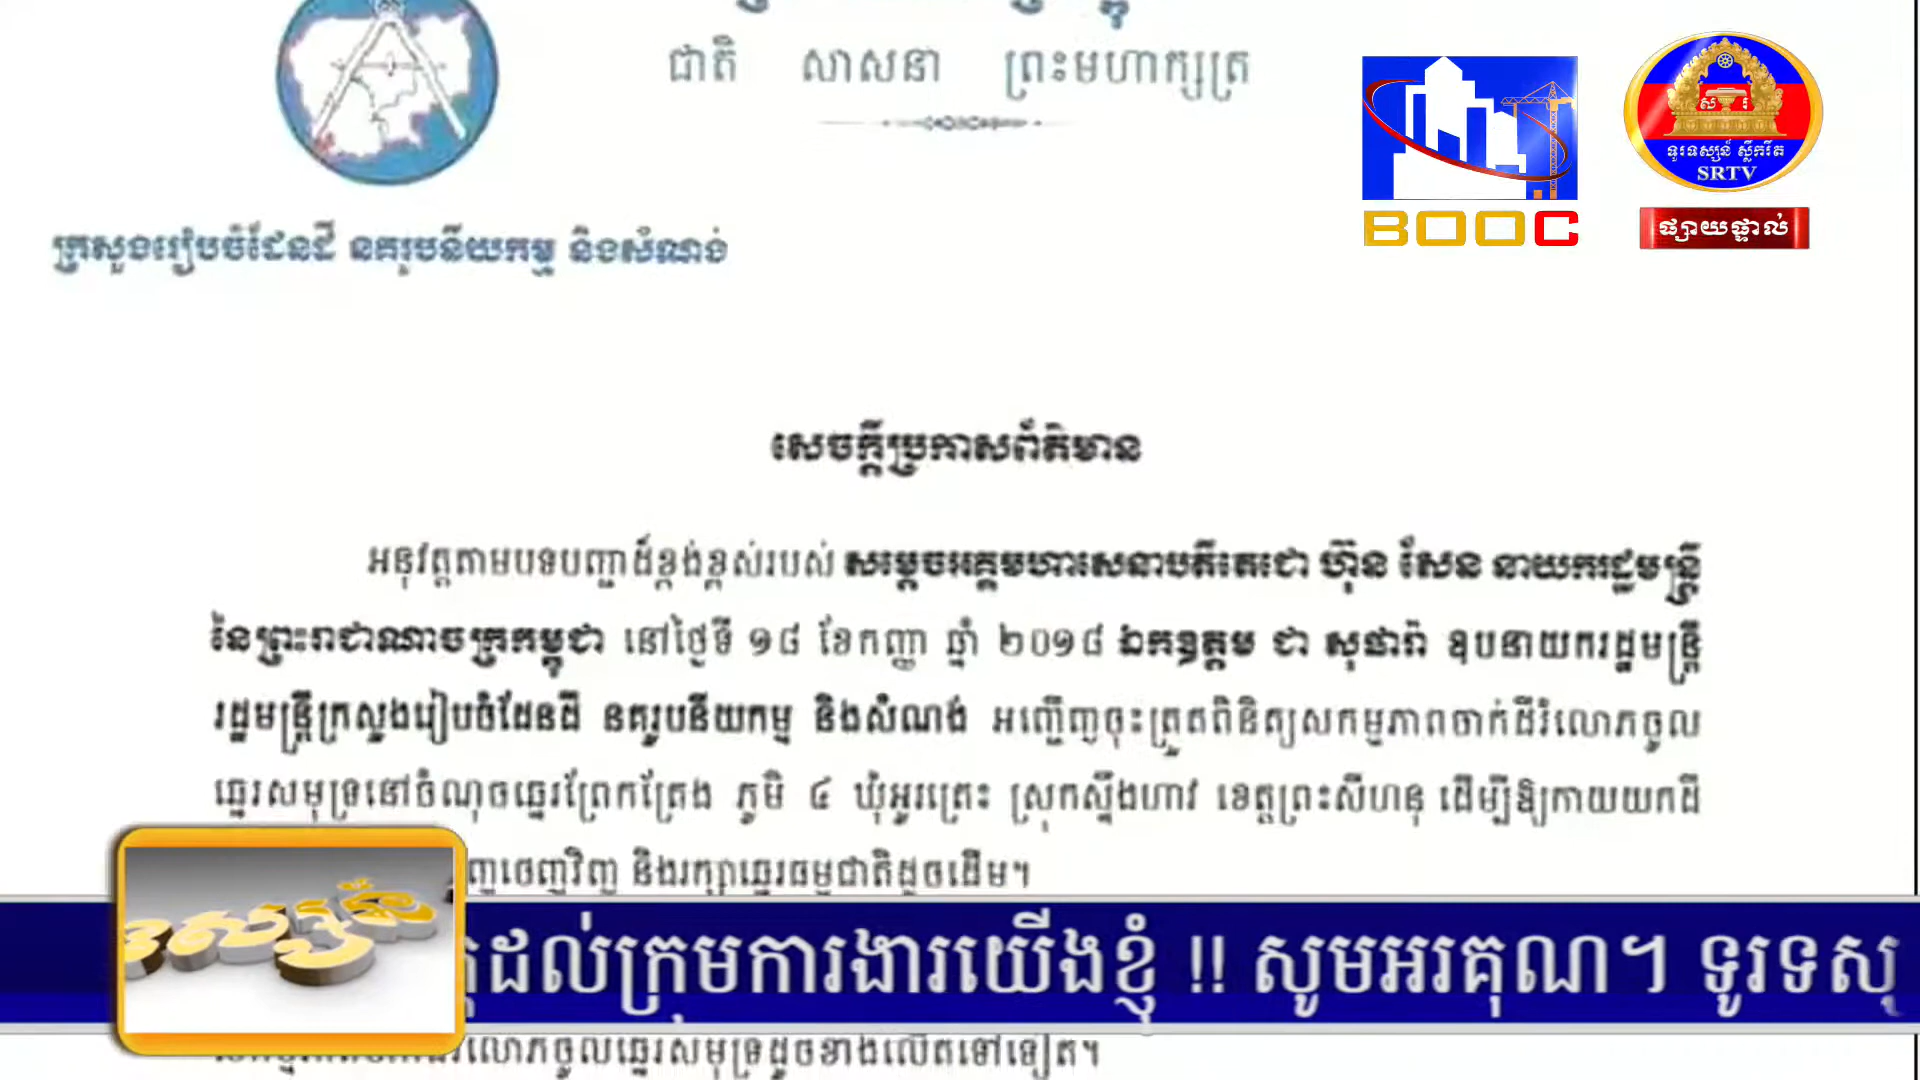 ជាតិ សាសនា ព្រះមហាក្សត្រ
BOOC
ស រ
ទូរទស្សន៍ ស្លឹករឹត
SRTV
ផ្សាយផ្ទាល់
ក្រសួងរៀបចំដែនដី នគរូបនីយកម្ម និងសំណង់
សេចក្តីប្រកាសព័ត៌មាន
អនុវត្តតាមបទបញ្ជាដ៏ខ្ពង់ខ្ពស់របស់ សម្តេចអគ្គមហាសេនាបតីតេជោ ហ៊ុន សែន នាយករដ្ឋមន្ត្រី
នៃព្រះរាជាណាចក្រកម្ពុជា នៅថ្ងៃទី ១៨ ខែកញ្ញា ឆ្នាំ ២០១៨ ឯកឧត្តម ជា សុផារ៉ា ឧបនាយករដ្ឋមន្ត្រី
រដ្ឋមន្ត្រីក្រសួងរៀបចំដែនដី នគរូបនីយកម្ម និងសំណង់ អញ្ជើញចុះត្រួតពិនិត្យសកម្មភាពចាក់ដីរំលោភចូល
ឆ្នេរសមុទ្រនៅចំណុចឆ្នេរព្រែកត្រែង ភូមិ ៤ ឃុំអូរត្រេះ ស្រុកស្ទឹងហាវ ខេត្តព្រះសីហនុ ដើម្បីឱ្យកាយយកដី
ចេញវិញ និងរក្សាឆ្នេរធម្មជាតិដូចដើម។
ដល់ក្រុមការងារយើងខ្ញុំ !! សូមអរគុណ។ ទូរទស្ស
រំលោភចូលឆ្នេរសមុទ្រដូចខាងលើតទៅទៀត។